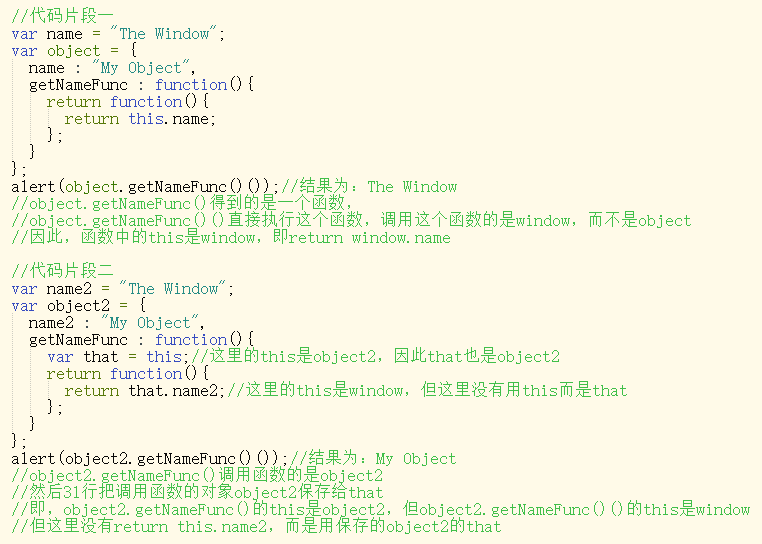 //代码片段一
var name = "The Window";
var object = {
  name : "My Object",
  getNameFunc : function(){
    return function(){
      return this.name;
    };
  }
};
alert(object.getNameFunc()());//结果为：The Window
//object.getNameFunc()得到的是一个函数，
//object.getNameFunc()()直接执行这个函数，调用这个函数的是window，而不是object
//因此，函数中的this是window，即return window.name
//代码片段二
var name2 = "The Window";
var object2 = {
  name2 : "My Object",
  getNameFunc : function(){
    var that = this;//这里的this是object2，因此that也是object2
    return function(){
      return that.name2;//这里的this是window，但这里没有用this而是that
    };
  }
};
alert(object2.getNameFunc()());//结果为：My Object
//object2.getNameFunc()调用函数的是object2
//然后31行把调用函数的对象object2保存给that
//即，object2.getNameFunc()的this是object2，但object2.getNameFunc()()的this是window
//但这里没有return this.name2，而是用保存的object2的that